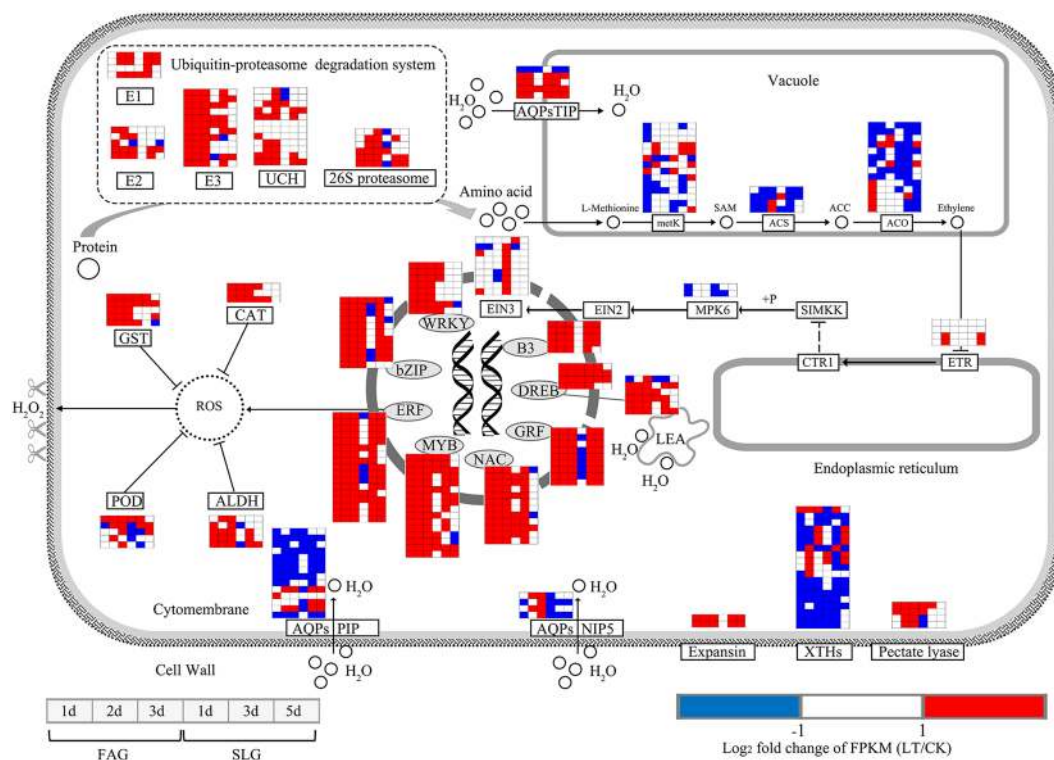 Ubiquitin-proteasome degradation system
E1
E2
E3
UCH
26S proteasome
H2O
AQPsTIP
H2O
Vacuole
Amino acid
L-Methionine
metK
SAM
ACS
ACC
ACO
Ethylene
Protein
GST
CAT
WRKY
EIN3
EIN2
MPK6
+P
SIMKK
bZIP
B3
CTR1
ETR
H2O2
ROS
ERF
DREB
MYB
NAC
GRF
H2O
LEA
H2O
Endoplasmic reticulum
POD
ALDH
Cytomembrane
H2O
AQPs PIP
H2O
H2O
AQPs NIP5
H2O
Expansin
XTHs
Pectate lyase
Cell Wall
1d 2d 3d 1d 3d 5d
FAG SLG
-1 1
Log2 fold change of FPKM (LT/CK)